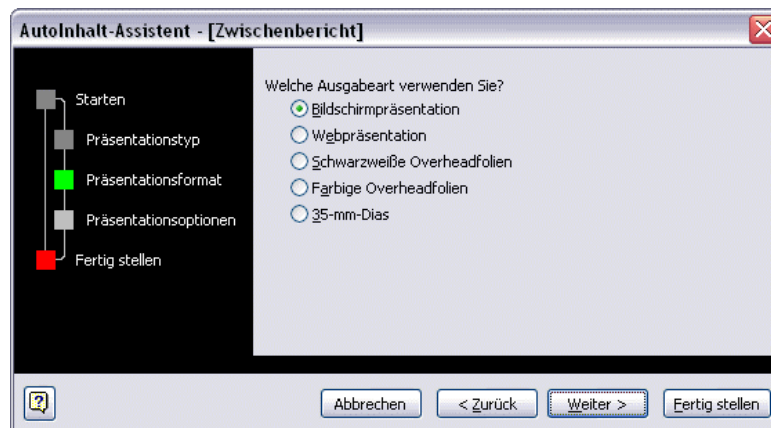 AutoInhalt-Assistent - [Zwischenbericht]
Starten
Präsentationstyp
Präsentationsformat
Präsentationsoptionen
Fertig stellen
Welche Ausgabeart verwenden Sie?
Bildschirmpräsentation
Webpräsentation
Schwarzweiße Overheadfolien
Farbige Overheadfolien
35-mm-Dias
?
Abbrechen
< Zurück
Weiter >
Fertig stellen